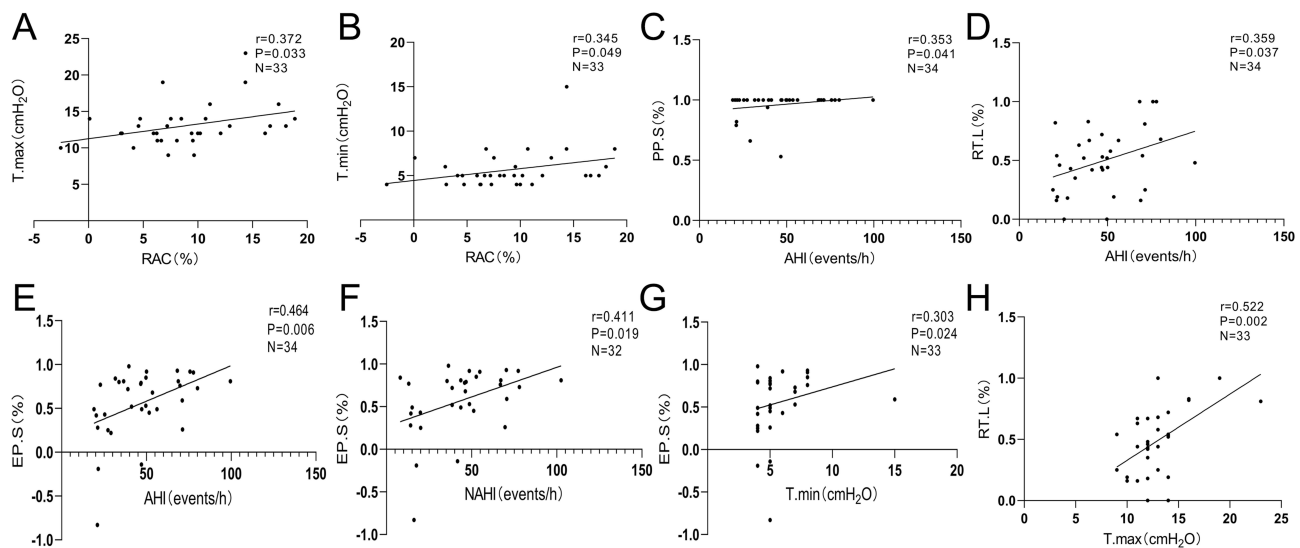 A
r=0.372
P=0.033
N=33
25
20
15
10
5
T.max(cmH2O)
-5 0 5 10 15 20
RAC(%)
B
r=0.345
P=0.049
N=33
20
15
10
5
T.min(cmH2O)
-5 0 5 10 15 20
RAC(%)
C
r=0.353
P=0.041
N=34
1.5
1.0
0.5
0.0
PP.S(%)
0 50 100 150
AHI(events/h)
D
r=0.359
P=0.037
N=34
1.5
1.0
0.5
0.0
RT.L(%)
0 50 100 150
AHI(events/h)
E
r=0.464
P=0.006
N=34
1.5
1.0
0.5
0.0
-0.5
-1.0
EP.S(%)
50 100 150
AHI(events/h)
F
r=0.411
P=0.019
N=32
1.5
1.0
0.5
0.0
-0.5
-1.0
EP.S(%)
50 100 150
NAHI(events/h)
G
r=0.303
P=0.024
N=33
1.5
1.0
0.5
0.0
-0.5
-1.0
EP.S(%)
5 10 15 20
T.min(cmH2O)
H
r=0.522
P=0.002
N=33
1.5
1.0
0.5
0.0
RT.L(%)
0 5 10 15 20 25
T.max(cmH2O)